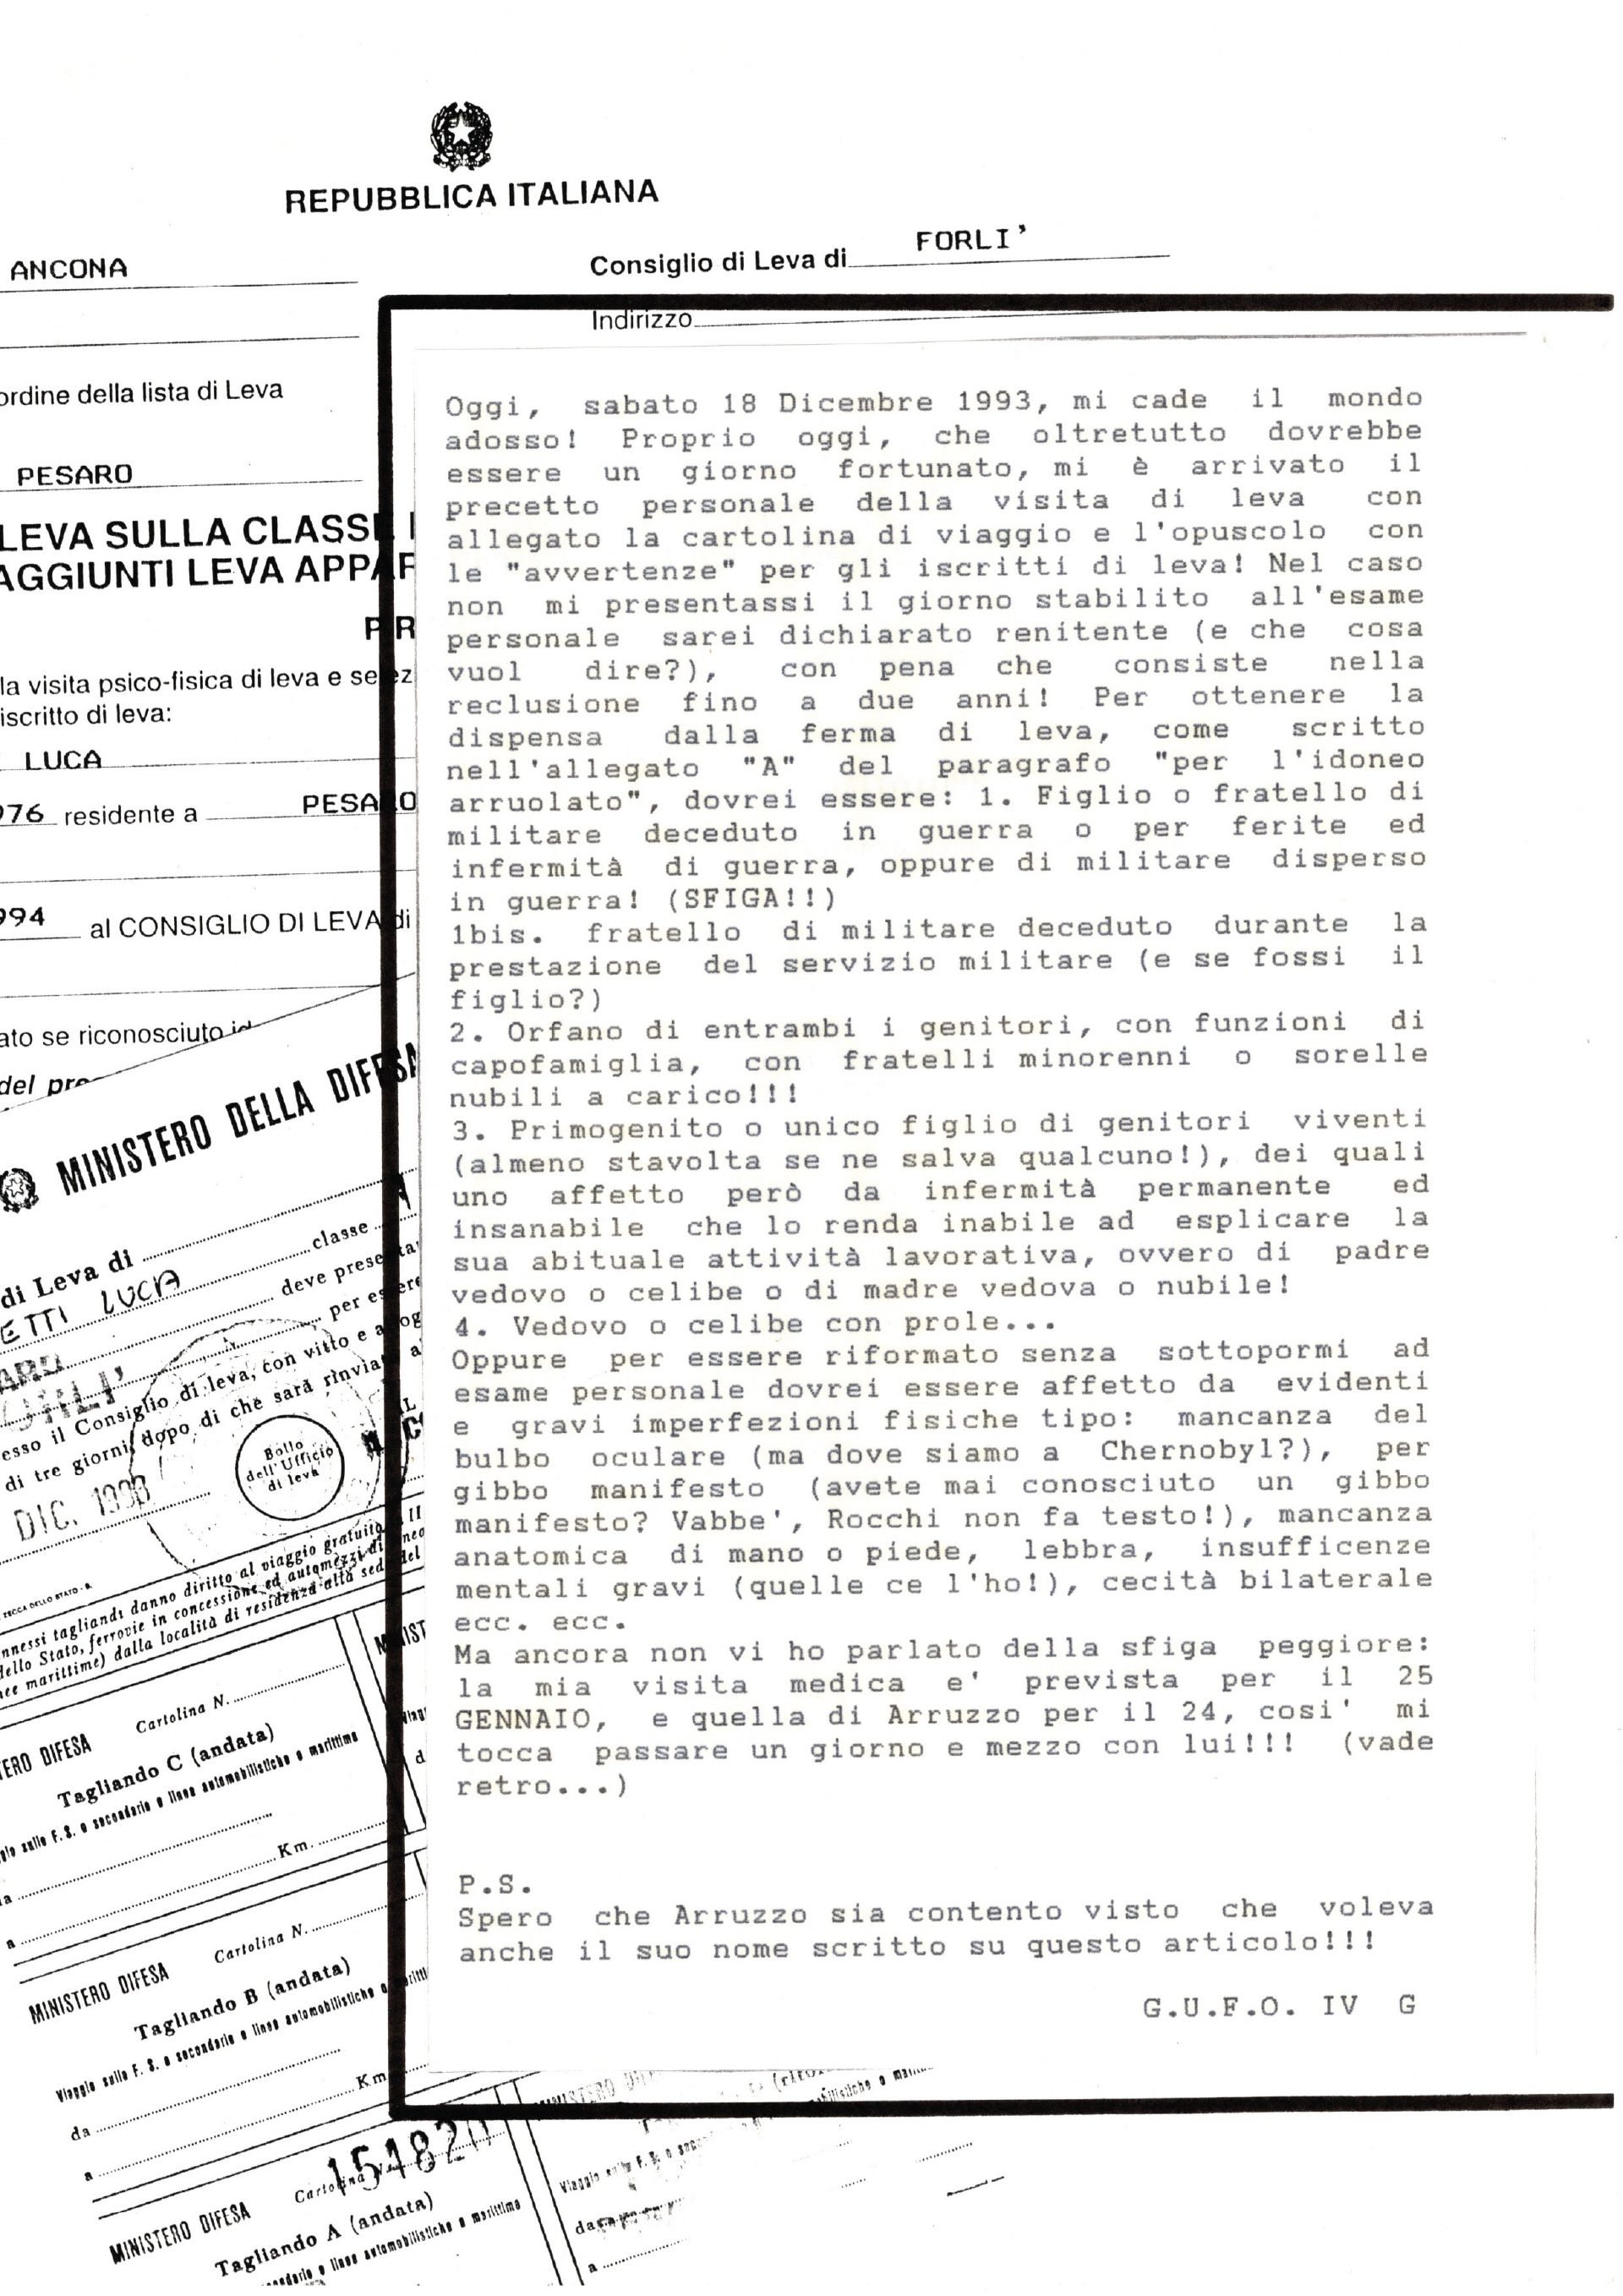 REPUBBLICA ITALIANA
ANCONA
Consiglio di Leva di FORLI'
Indirizzo
ordine della lista di Leva
PESARO
LEVA SULLA CLASSE
AGGIUNTI LEVA APPAR
PR
la visita psico-fisica di leva e selez
iscritto di leva:
LUCA
976 residente a PESARO
994 al CONSIGLIO DI LEVA di
ato se riconosciuto id
del pre
Oggi, sabato 18 Dicembre 1993, mi cade il mondo
adosso! Proprio oggi, che oltretutto dovrebbe
essere un giorno fortunato, mi è arrivato il
precetto personale della visita di leva con
allegato la cartolina di viaggio e l'opuscolo con
le "avvertenze" per gli iscritti di leva! Nel caso
non mi presentassi il giorno stabilito all'esame
personale sarei dichiarato renitente (e che cosa
vuol dire?), con pena che consiste nella
reclusione fino a due anni! Per ottenere la
dispensa dalla ferma di leva, come scritto
nell'allegato "A" del paragrafo "per l'idoneo
arruolato", dovrei essere: 1. Figlio o fratello di
militare deceduto in guerra o per ferite ed
infermità di guerra, oppure di militare disperso
in guerra! (SFIGA!!)
1bis. fratello di militare deceduto durante la
prestazione del servizio militare (e se fossi il
figlio?)
2. Orfano di entrambi i genitori, con funzioni di
capofamiglia, con fratelli minorenni o sorelle
nubili a carico!!!
3. Primogenito o unico figlio di genitori viventi
(almeno stavolta se ne salva qualcuno!), dei quali
uno affetto però da infermità permanente ed
insanabile che lo renda inabile ad esplicare la
sua abituale attività lavorativa, ovvero di padre
vedovo o celibe o di madre vedova o nubile!
4. Vedovo o celibe con prole...
Oppure per essere riformato senza sottopormi ad
esame personale dovrei essere affetto da evidenti
e gravi imperfezioni fisiche tipo: mancanza del
bulbo oculare (ma dove siamo a Chernobyl?), per
gibbo manifesto (avete mai conosciuto un gibbo
manifesto? Vabbe', Rocchi non fa testo!), mancanza
anatomica di mano o piede, lebbra, insufficenze
mentali gravi (quelle ce l'ho!), cecità bilaterale
ecc. ecc.
Ma ancora non vi ho parlato della sfiga peggiore:
la mia visita medica e' prevista per il 25
GENNAIO, e quella di Arruzzo per il 24, cosi' mi
tocca passare un giorno e mezzo con lui!!! (vade
retro...)
P.S.
Spero che Arruzzo sia contento visto che voleva
anche il suo nome scritto su questo articolo!!!
G.U.F.O. IV G
MINISTERO DELLA DIFESA
di Leva di
classe
ETTI LUCA
deve presenta
per essere
esso il Consiglio di leva, con vitto e alog
di tre giorni, dopo di che sarà rinviato a
DIC. 1993
Bollo
dell'Ufficio
di leva
nnessi tagliandi danno diritto al viaggio gratuito
dello Stato, ferrovie in concessione ed automezzi di
nee marittime) dalla località di residenza alla sede del
Cartolina N.
TERO DIFESA
Tagliando C (andata)
gio sulle F.S. o secondarie o linee automobilistiche o marittime
a
Km.
a
Cartolina N.
MINISTERO DIFESA
Tagliando B (andata)
Viaggio sulle F. S. o secondarie o linee automobilistiche o
da
Km
a
154820
Cartolina
MINISTERO DIFESA
Tagliando A (andata)
linee automobilistiche o marittime
Viaggio sulle F. S. o sec
da
a